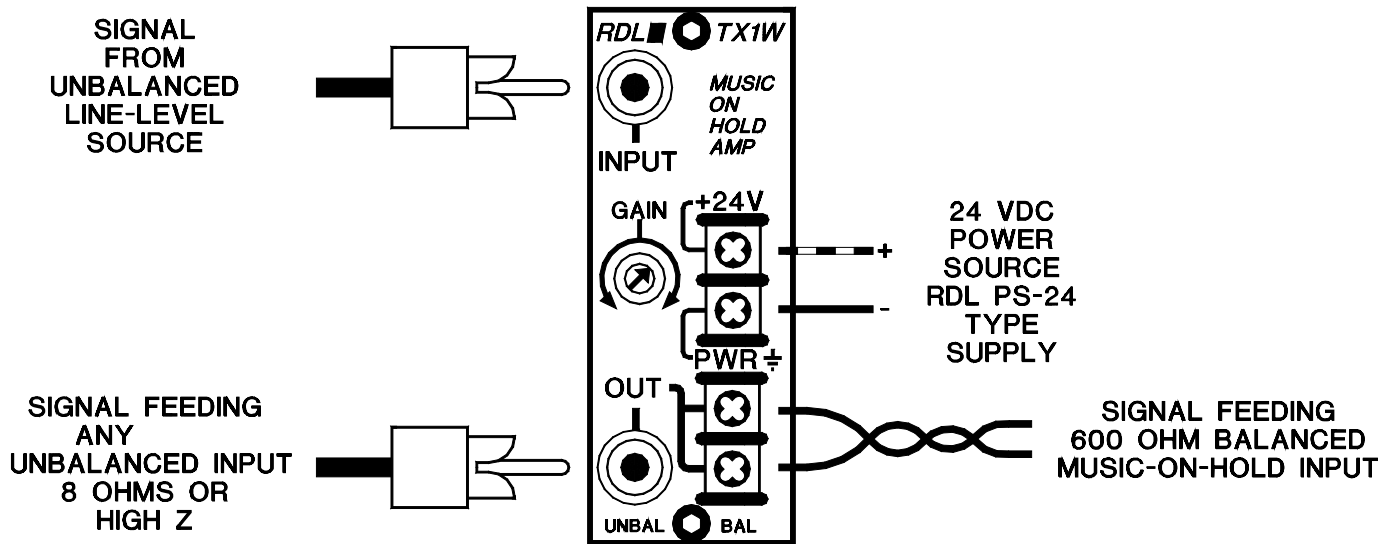 SIGNAL
FROM
UNBALANCED
LINE-LEVEL
SOURCE
RDL TX1W
MUSIC
ON
HOLD
AMP
INPUT
GAIN
+24V
+
-
24 VDC
POWER
SOURCE
RDL PS-24
TYPE
SUPPLY
PWR
OUT
SIGNAL FEEDING
ANY
UNBALANCED INPUT
8 OHMS OR
HIGH Z
UNBAL
BAL
SIGNAL FEEDING
600 OHM BALANCED
MUSIC-ON-HOLD INPUT